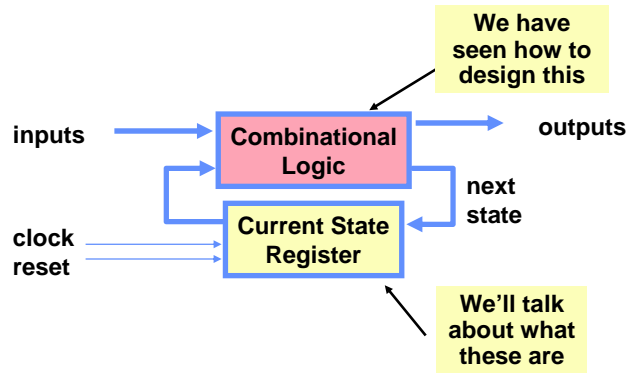 We have
seen how to
design this
inputs
Combinational
Logic
outputs
next
state
clock
reset
Current State
Register
We'll talk
about what
these are